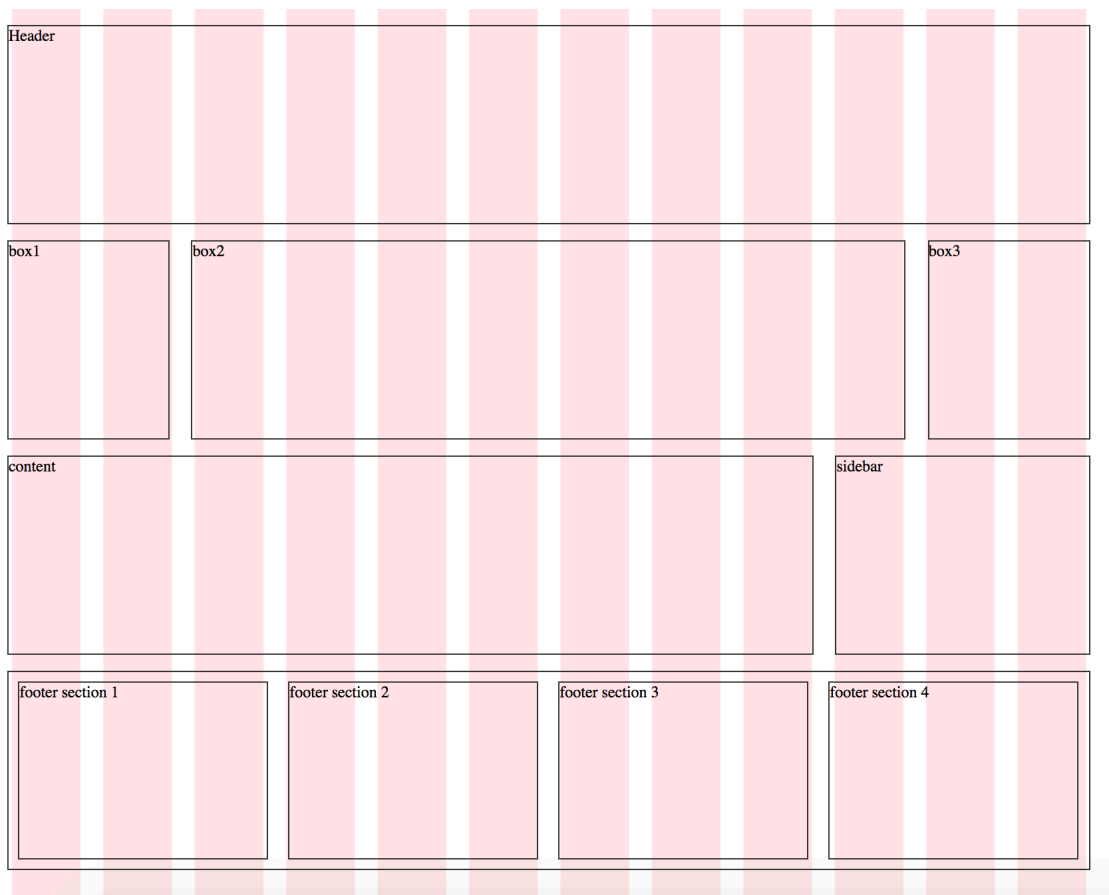 Header
box1
box2
box3
content
sidebar
footer section 1
footer section 2
footer section 3
footer section 4